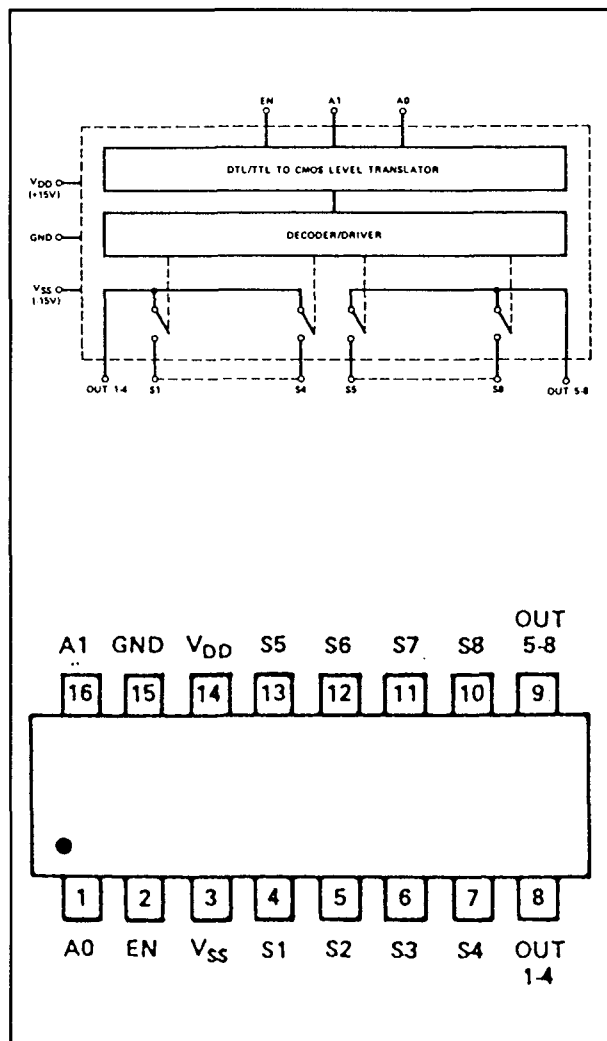 EN A1 A0
DTL/TTL TO CMOS LEVEL TRANSLATOR
VDD
(+15V)
GND
DECODER/DRIVER
VSS
(-15V)
OUT 1-4 S1 S4 S5 S8 OUT 5-8
A1 GND VDD S5 S6 S7 S8 OUT
5-8
16 15 14 13 12 11 10 9
1 2 3 4 5 6 7 8
A0 EN VSS S1 S2 S3 S4 OUT
1-4